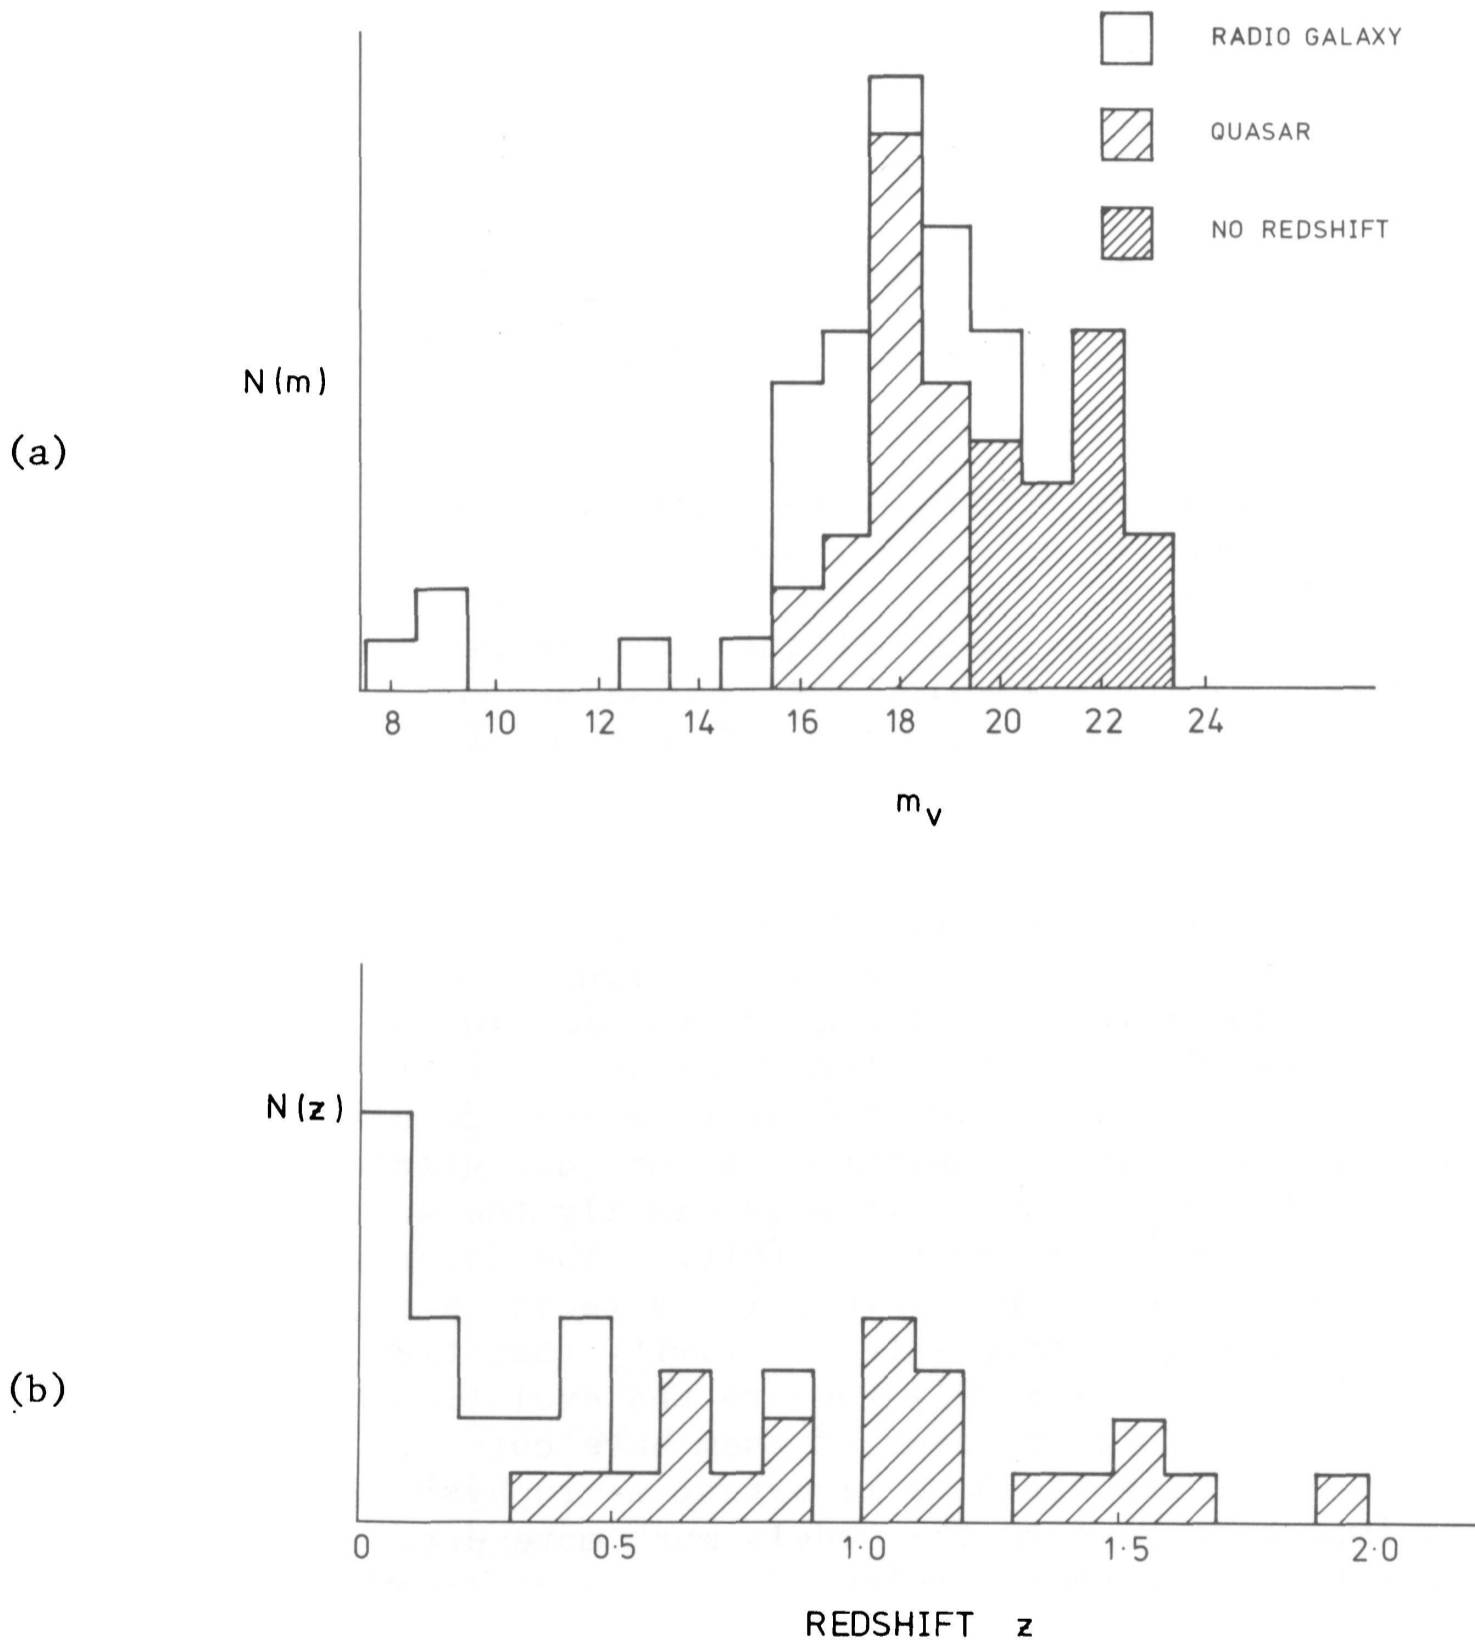 RADIO GALAXY
QUASAR
NO REDSHIFT
N(m)
(a)
8 10 12 14 16 18 20 22 24
mv
N(z)
(b)
0 0·5 1·0 1·5 2·0
REDSHIFT z